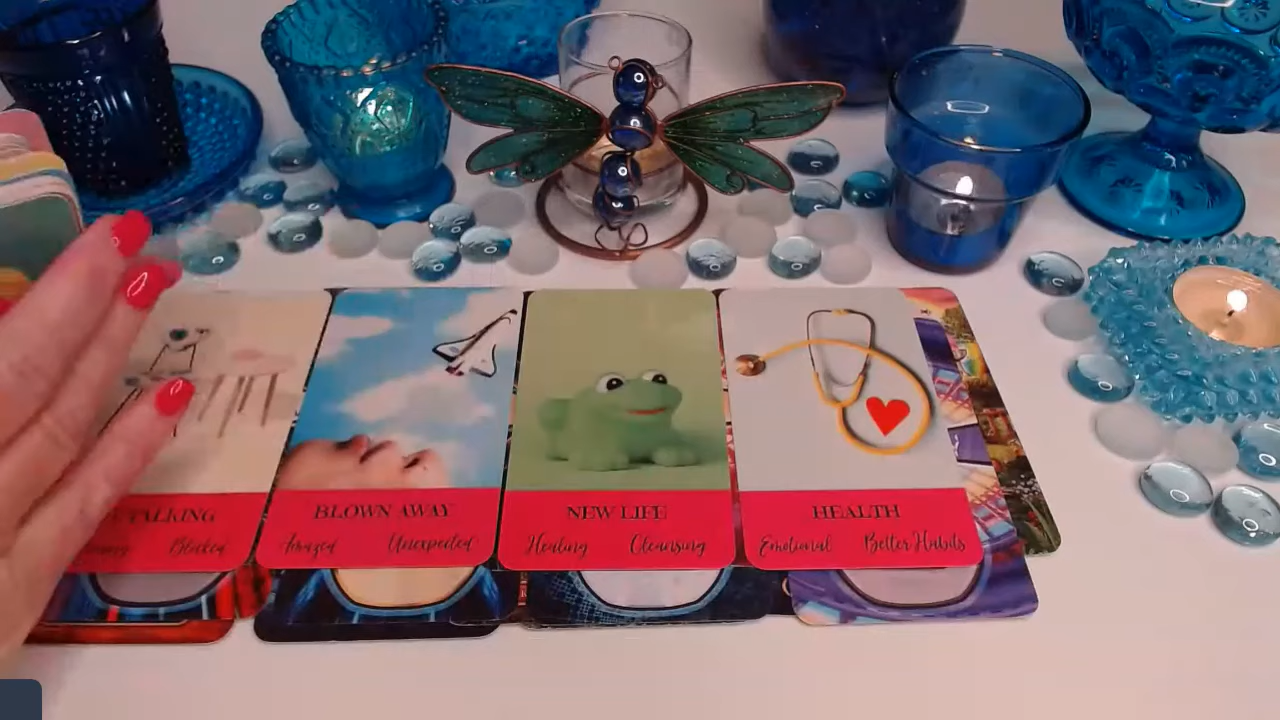 TALKING
Blocked
BLOWN AWAY
Amazed Unexpected
NEW LIFE
Healing Cleansing
HEALTH
Emotional Better Habits